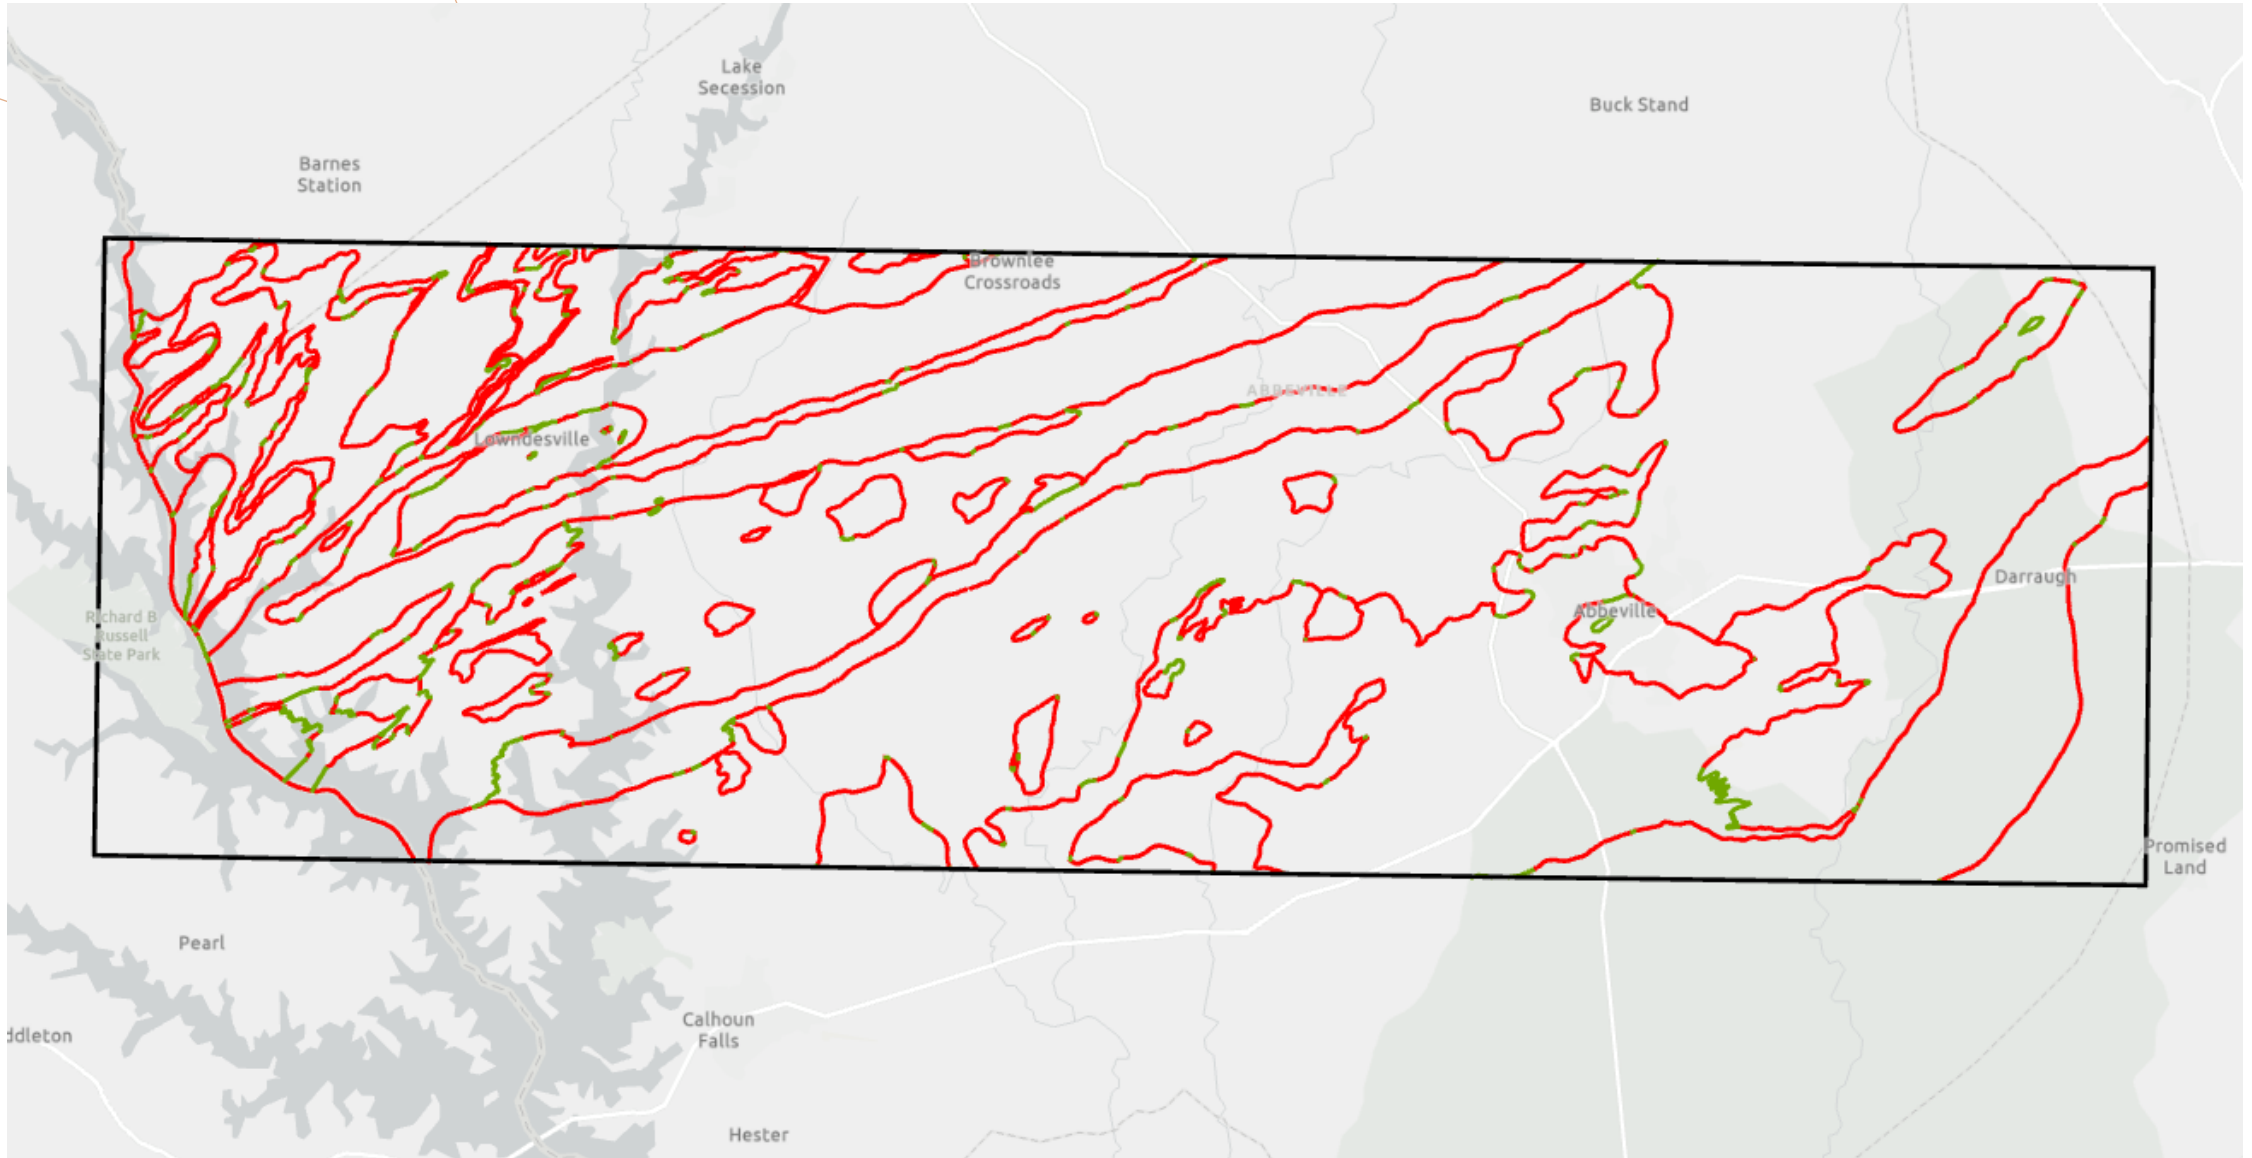 Lake
Secession
Buck Stand
Barnes
Station
Brownlee
Crossroads
ABBEVILLE
Lowndesville
Darraugh
Abbeville
Richard B
Russell
State Park
Promised
Land
Pearl
Calhoun
Falls
ddleton
Hester